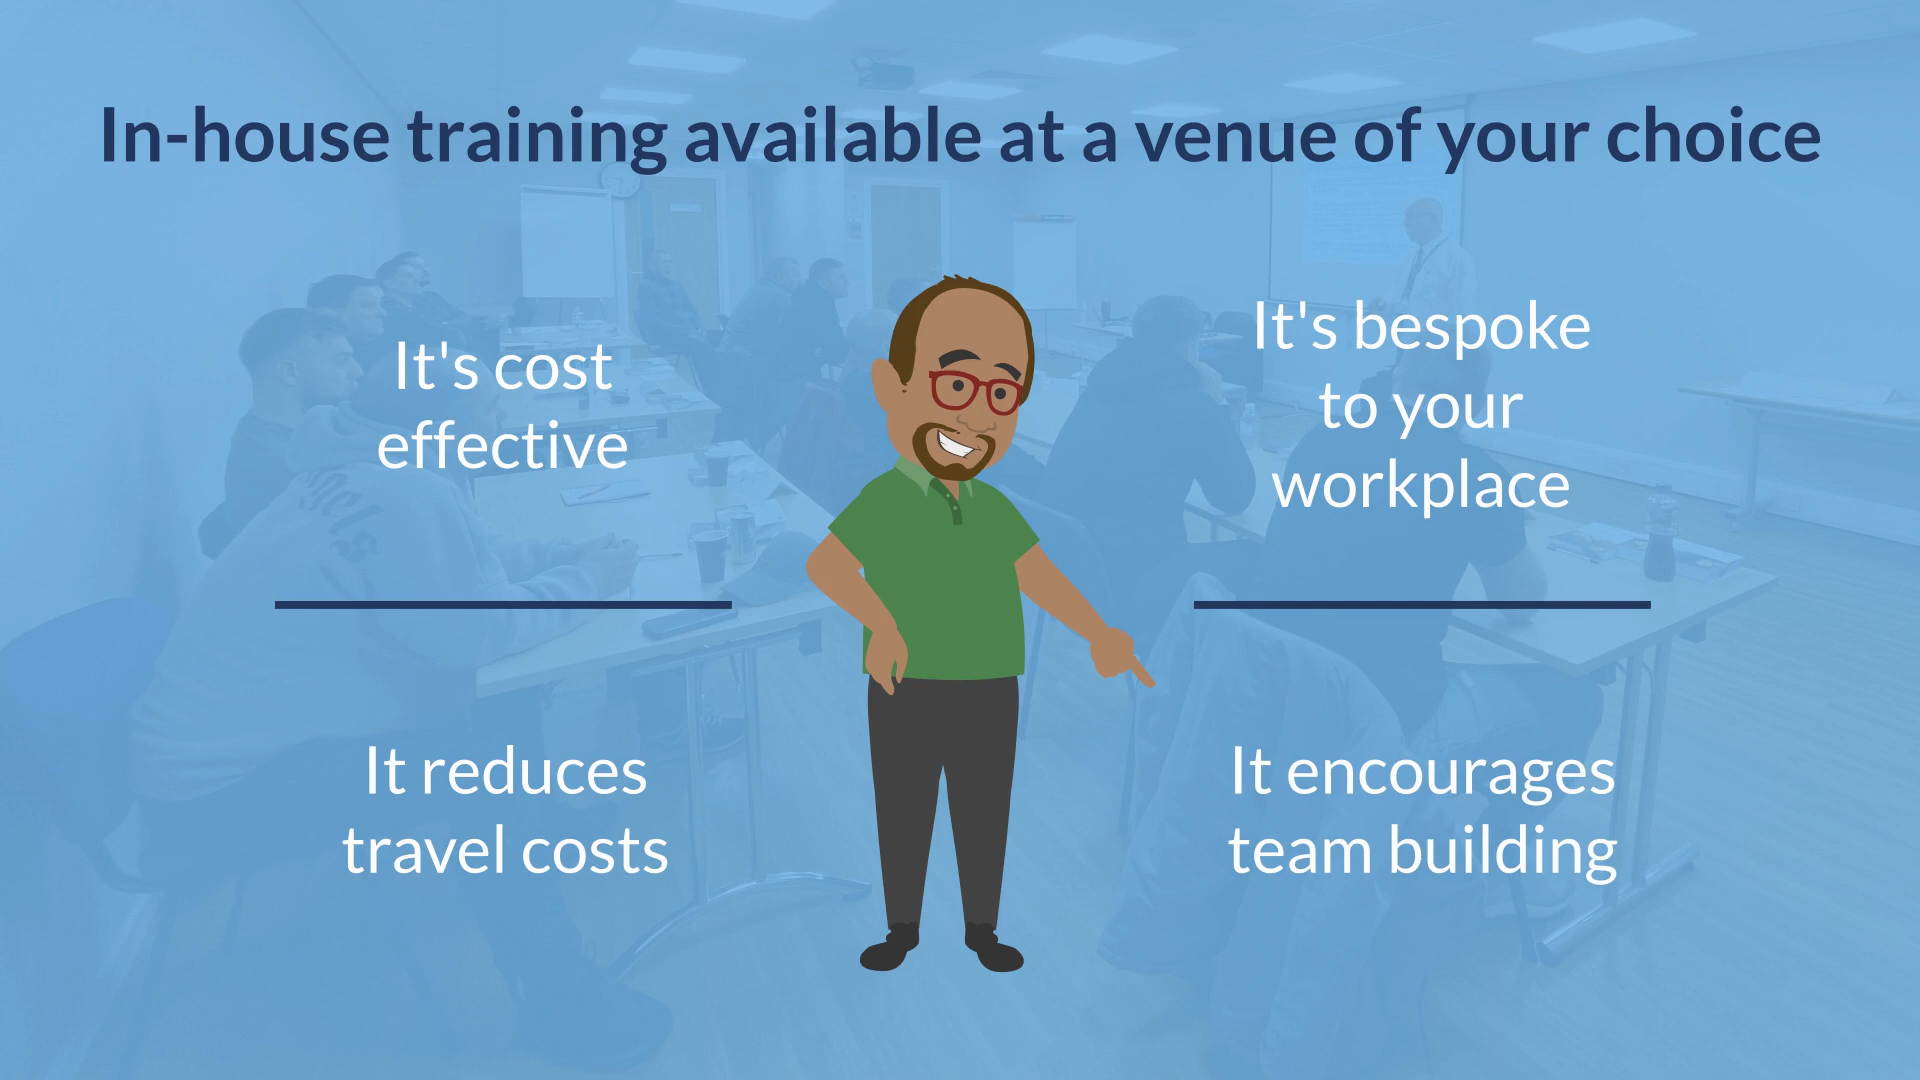 In-house training available at a venue of your choice
It's cost
effective
It's bespoke
to your
workplace
It reduces
travel costs
It encourages
team building